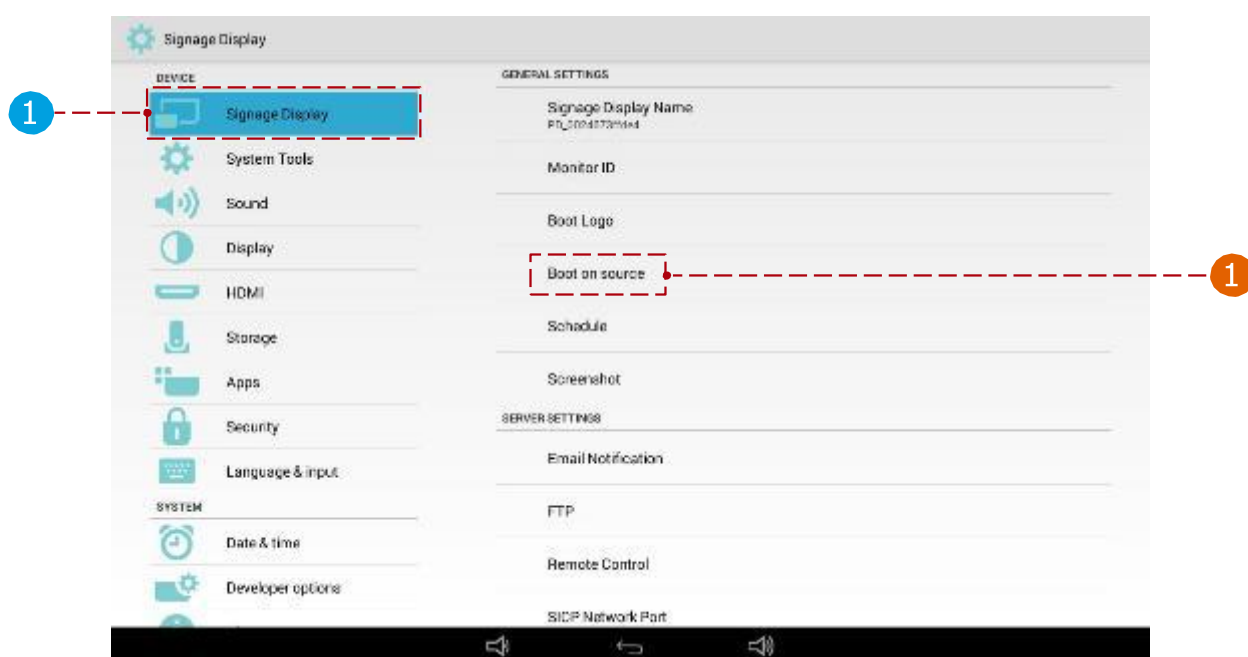 Signage Display
DEVICE
1
Signage Display
System Tools
Sound
Display
HDMI
Storage
Apps
Security
Language & input
SYSTEM
Date & time
Developer options
GENERAL SETTINGS
Signage Display Name
Monitor ID
Boot Logo
Boot on source
1
Schedule
Screenshot
SERVER SETTINGS
Email Notification
FTP
Remote Control
SICP Network Port